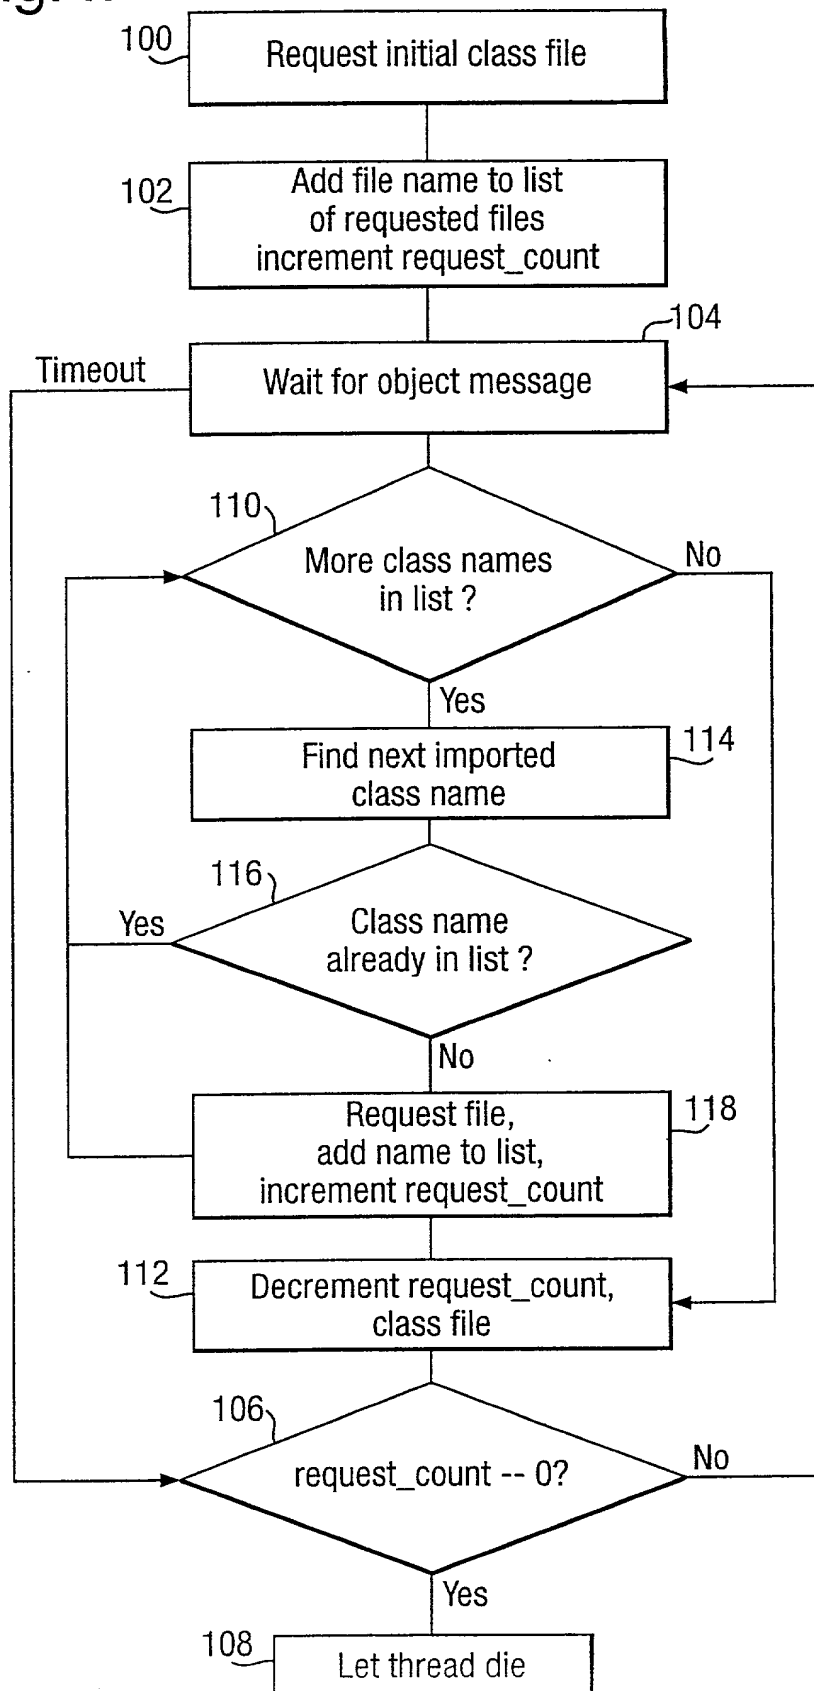 100
Request initial class file
102
Add file name to list
of requested files
increment request_count
104
Timeout
Wait for object message
110
More class names
in list ?
No
Yes
Find next imported
class name
114
116
Class name
already in list ?
Yes
No
Request file,
add name to list,
increment request_count
118
112
Decrement request_count,
class file
106
request_count -- 0?
No
Yes
108
Let thread die